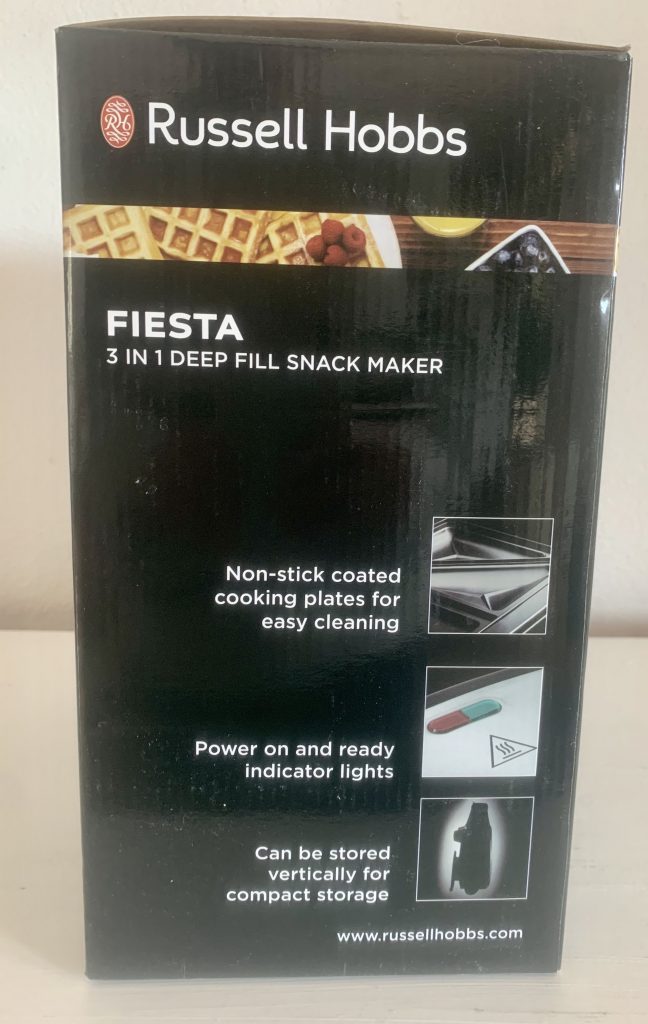 RH
Russell Hobbs
FIESTA
3 IN 1 DEEP FILL SNACK MAKER
Non-stick coated
cooking plates for
easy cleaning
Power on and ready
indicator lights
Can be stored
vertically for
compact storage
www.russellhobbs.com